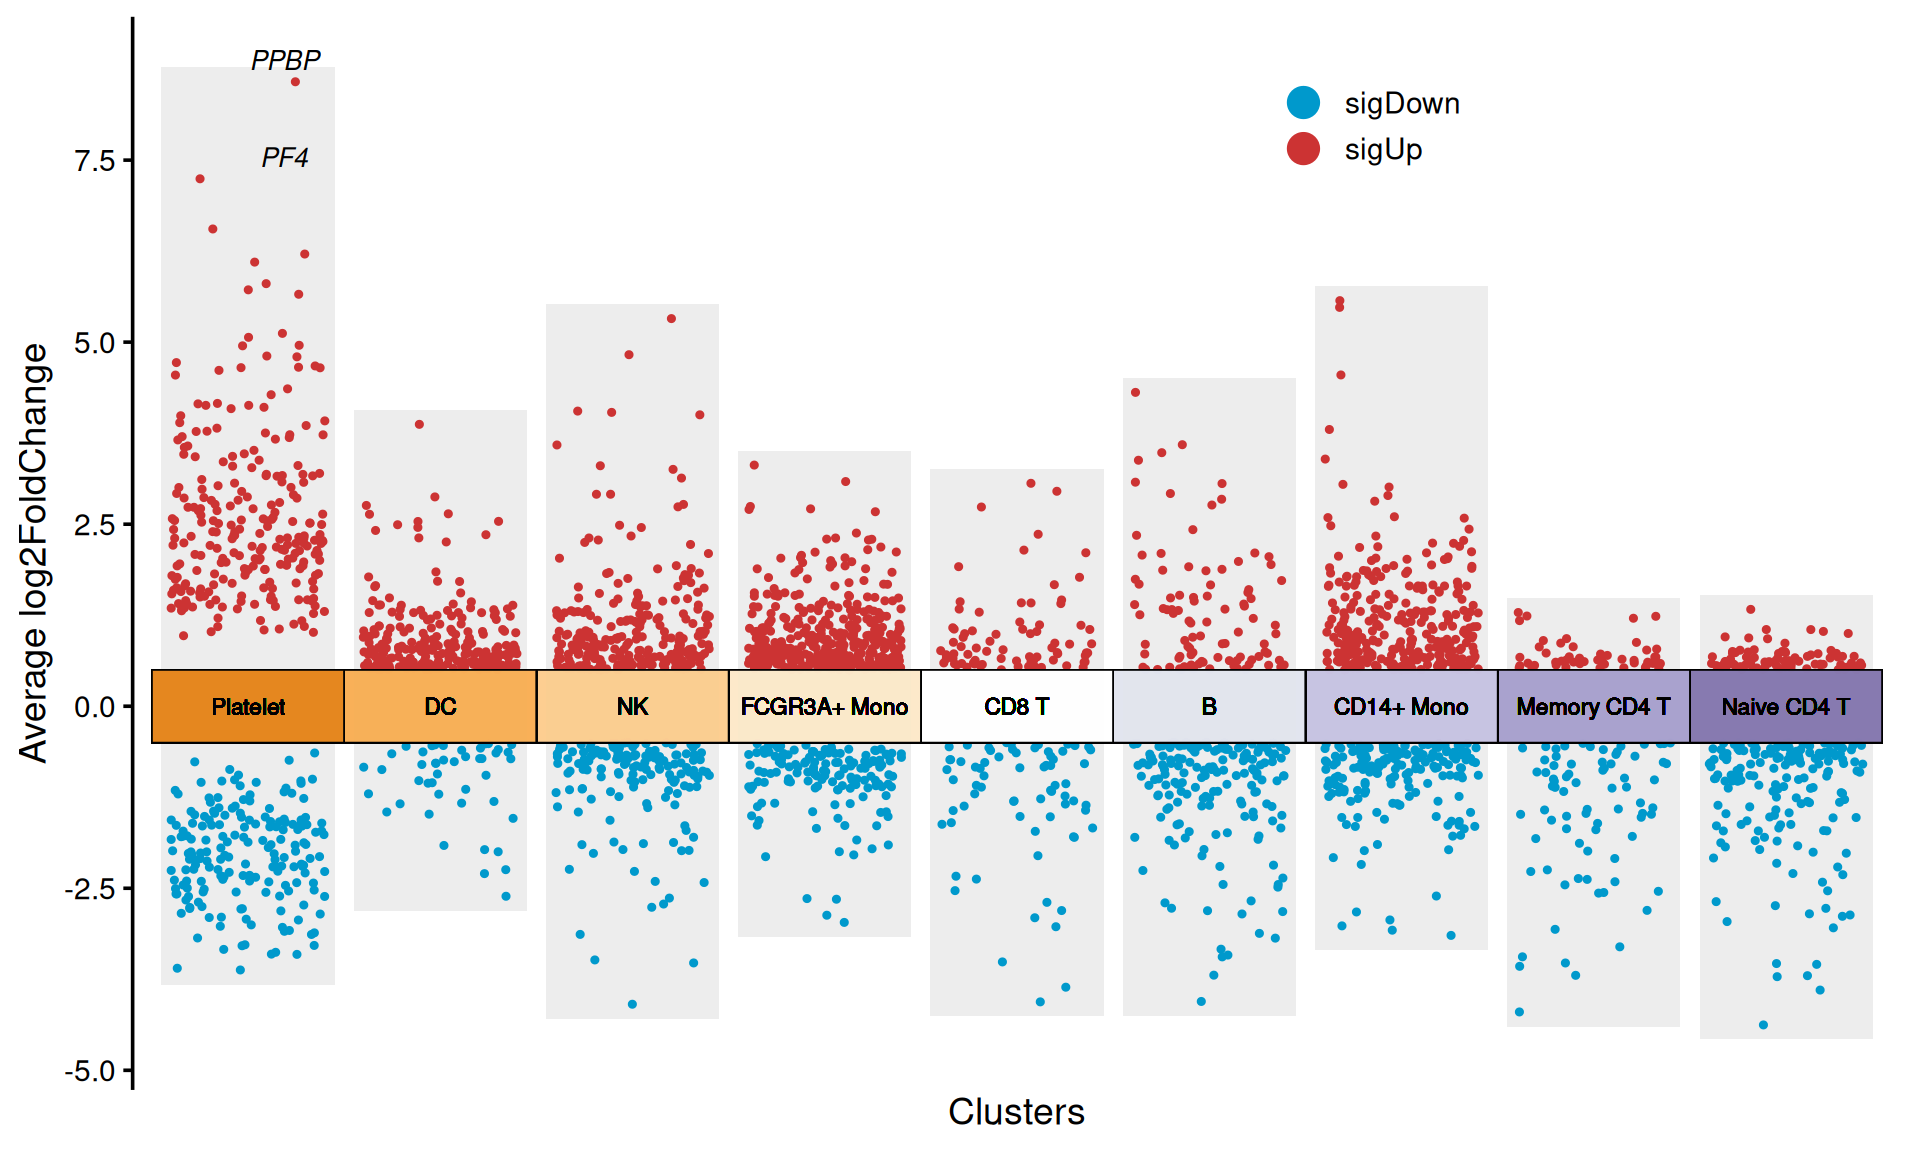 PPBP
PF4
sigDown
sigUp
7.5
5.0
2.5
0.0
-2.5
-5.0
Average log2FoldChange
Platelet
DC
NK
FCGR3A+ Mono
CD8 T
B
CD14+ Mono
Memory CD4 T
Naive CD4 T
Clusters